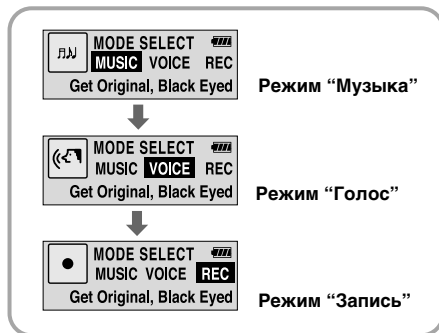 MODE SELECT
MUSIC VOICE REC
Get Original, Black Eyed
Режим “Музыка”
MODE SELECT
MUSIC VOICE REC
Get Original, Black Eyed
Режим “Голос”
MODE SELECT
MUSIC VOICE REC
Get Original, Black Eyed
Режим “Запись”